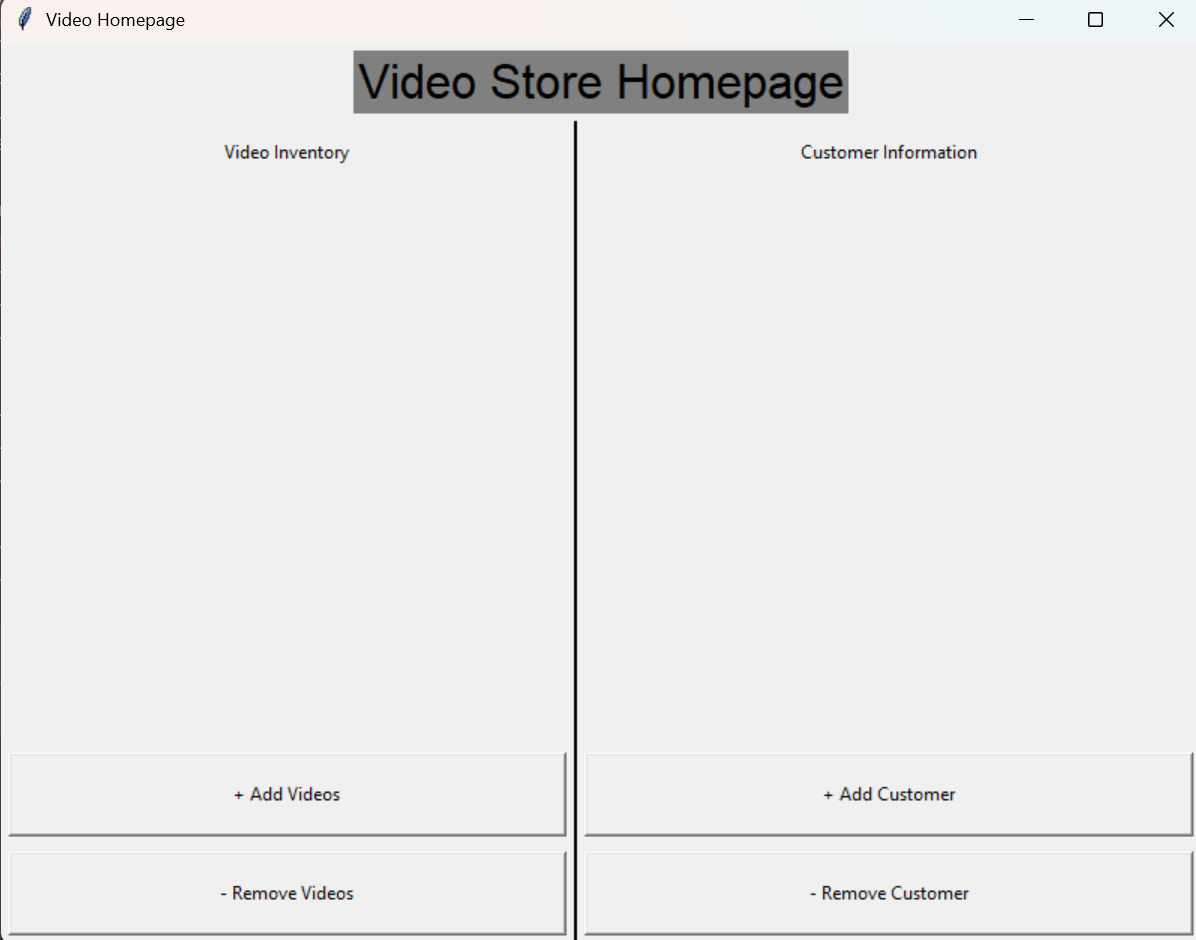 Video Homepage
Video Store Homepage
Video Inventory
Customer Information
+ Add Videos
+ Add Customer
- Remove Videos
- Remove Customer